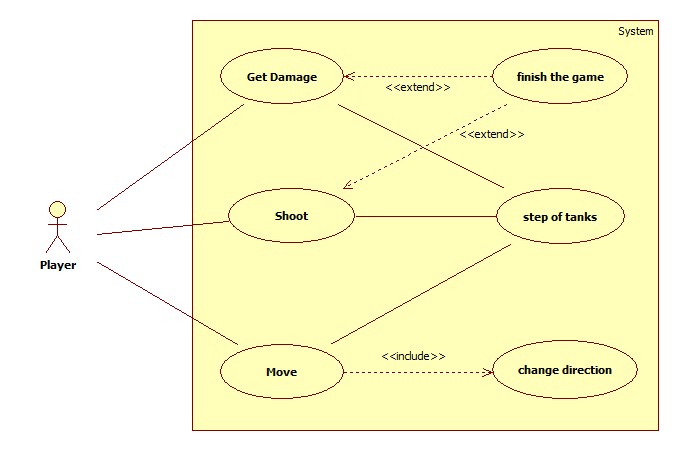 System
Get Damage
finish the game
<<extend>>
<<extend>>
Shoot
step of tanks
Player
<<include>>
Move
change direction